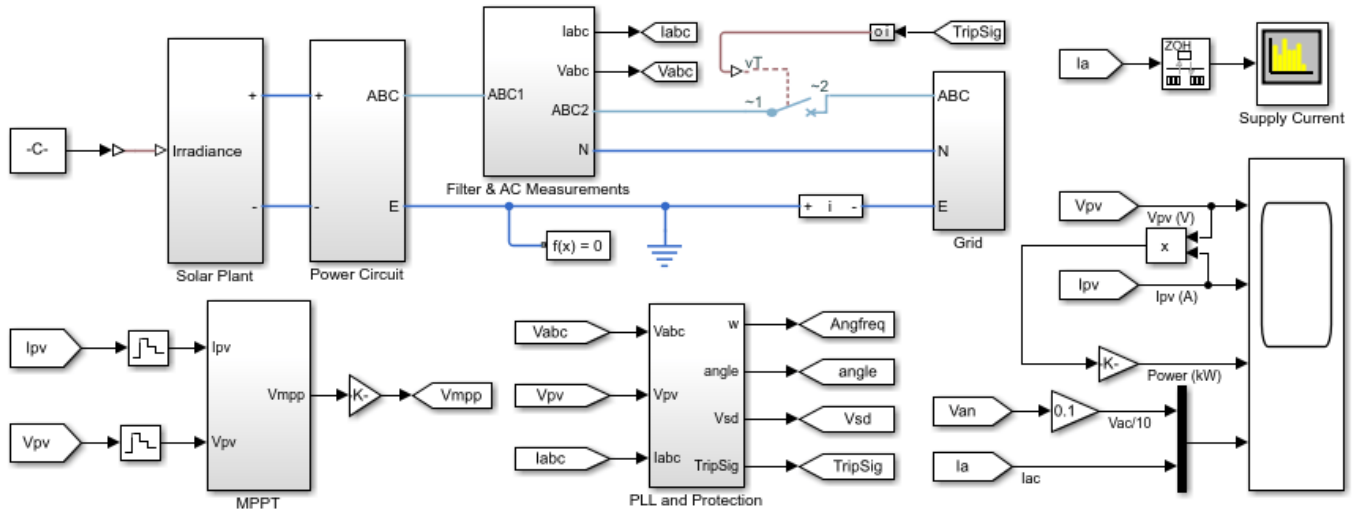 -C-
Irradiance
+
-
Solar Plant
+
-
ABC
E
Power Circuit
ABC1
Iabc
Vabc
ABC2
N
Filter & AC Measurements
Iabc
Vabc
vT
o i
TripSig
~1
~2
+ i -
f(x) = 0
ABC
N
E
Grid
Ia
ZOH
Supply Current
Ipv
Vpv
Ipv
Vpv
Vmpp
MPPT
-K-
Vmpp
Vabc
Vpv
Iabc
Vabc
Vpv
Iabc
w
angle
Vsd
TripSig
PLL and Protection
Angfreq
angle
Vsd
TripSig
Vpv
Vpv (V)
x
Ipv
Ipv (A)
-K-
Power (kW)
Van
0.1
Vac/10
Ia
Iac